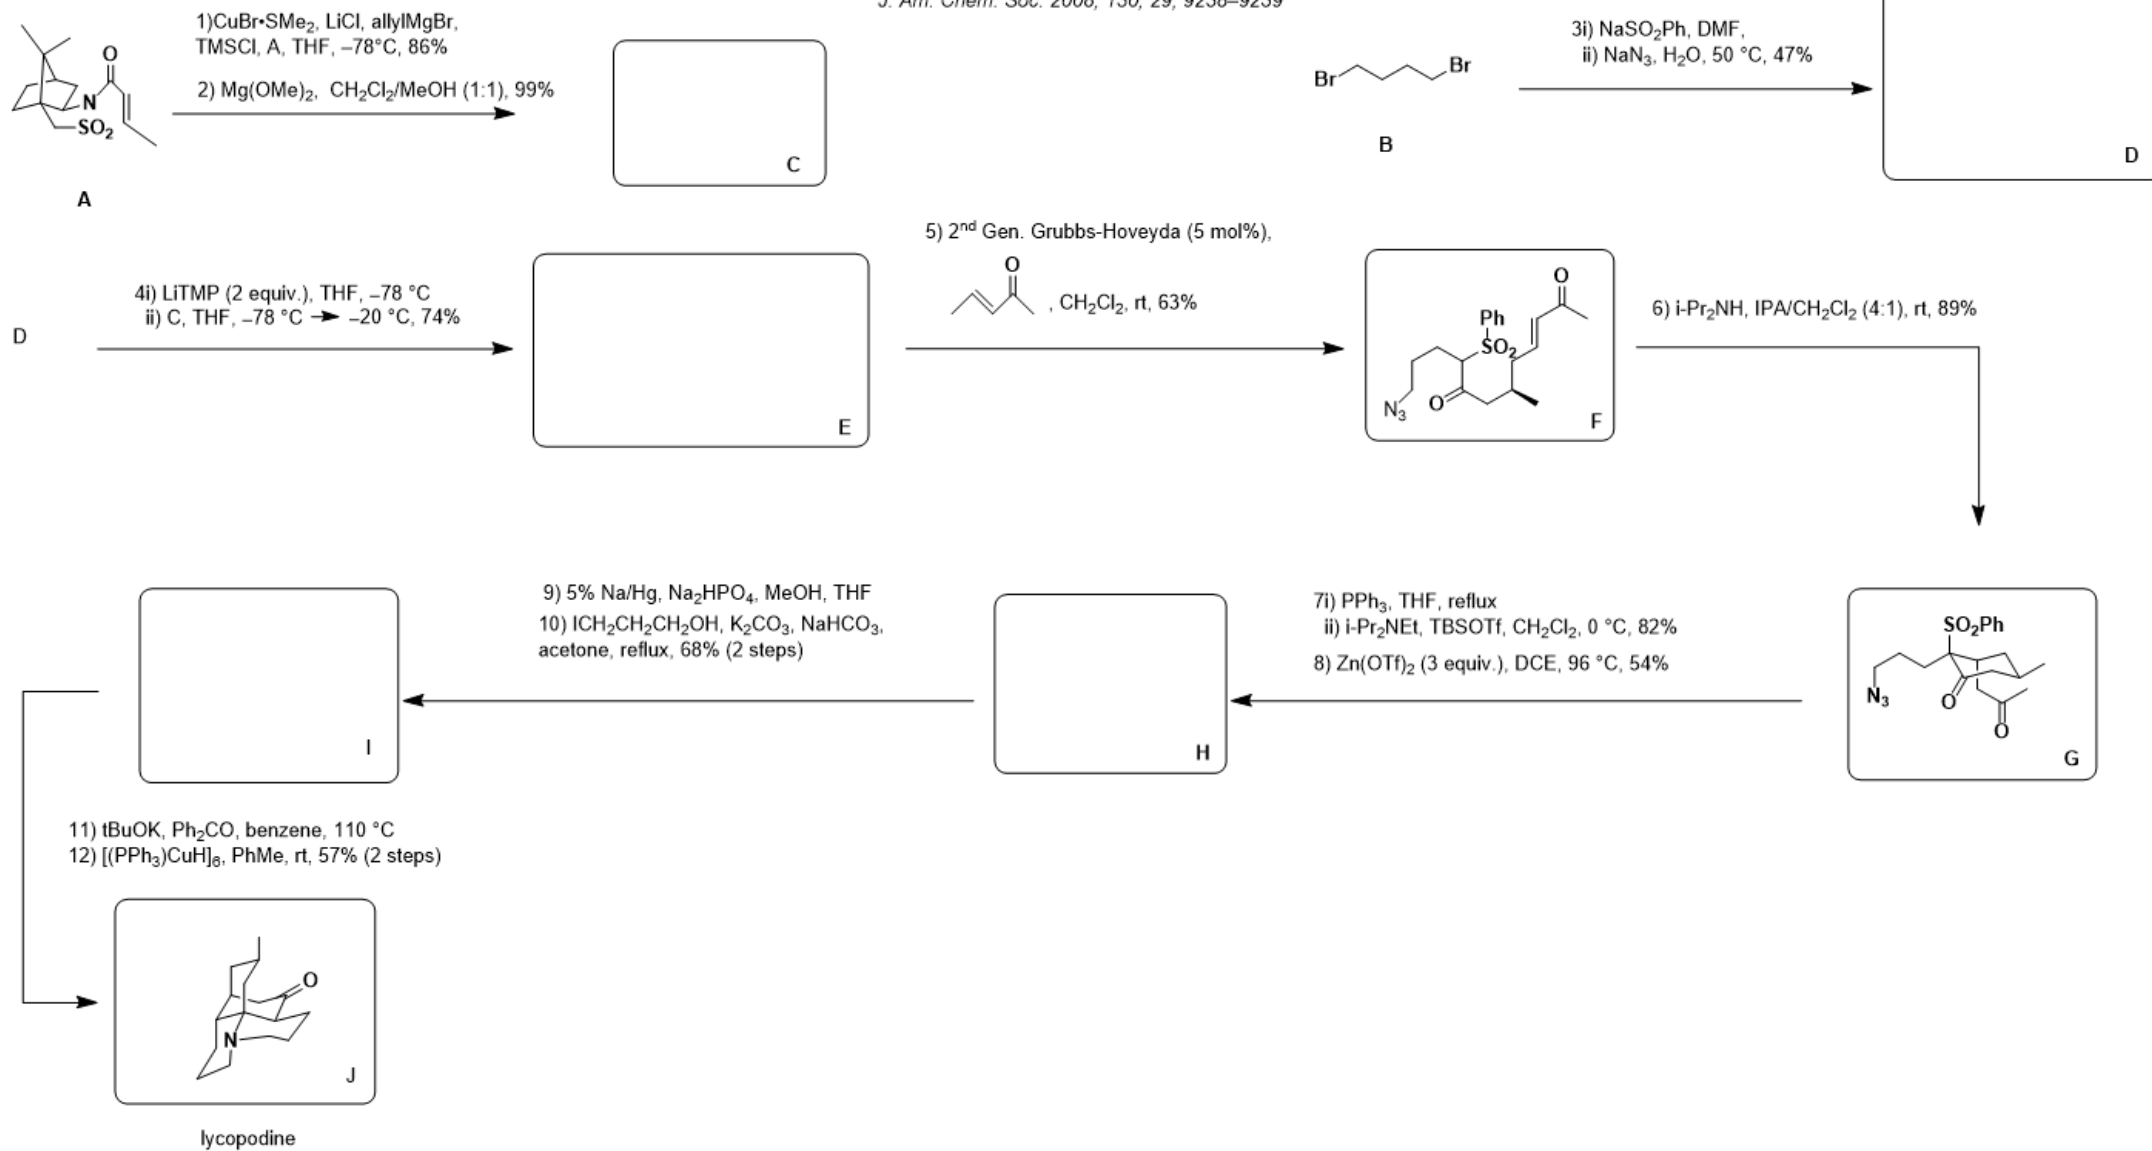 J. Am. Chem. Soc. 2008, 130, 29, 9238–9239
1)CuBr•SMe₂, LiCl, allylMgBr,
TMSCl, A, THF, –78°C, 86%
2) Mg(OMe)₂, CH₂Cl₂/MeOH (1:1), 99%
O
N
SO₂
A
C
Br
Br
B
3i) NaSO₂Ph, DMF,
ii) NaN₃, H₂O, 50 °C, 47%
D
D
4i) LiTMP (2 equiv.), THF, –78 °C
ii) C, THF, –78 °C → –20 °C, 74%
E
5) 2ⁿᵈ Gen. Grubbs-Hoveyda (5 mol%),
O
, CH₂Cl₂, rt, 63%
O
Ph
SO₂
N₃
O
F
6) i-Pr₂NH, IPA/CH₂Cl₂ (4:1), rt, 89%
SO₂Ph
N₃
O
O
G
7i) PPh₃, THF, reflux
ii) i-Pr₂NEt, TBSOTf, CH₂Cl₂, 0 °C, 82%
8) Zn(OTf)₂ (3 equiv.), DCE, 96 °C, 54%
H
9) 5% Na/Hg, Na₂HPO₄, MeOH, THF
10) ICH₂CH₂CH₂OH, K₂CO₃, NaHCO₃,
acetone, reflux, 68% (2 steps)
I
11) tBuOK, Ph₂CO, benzene, 110 °C
12) [(PPh₃)CuH]₆, PhMe, rt, 57% (2 steps)
O
N
J
lycopodine